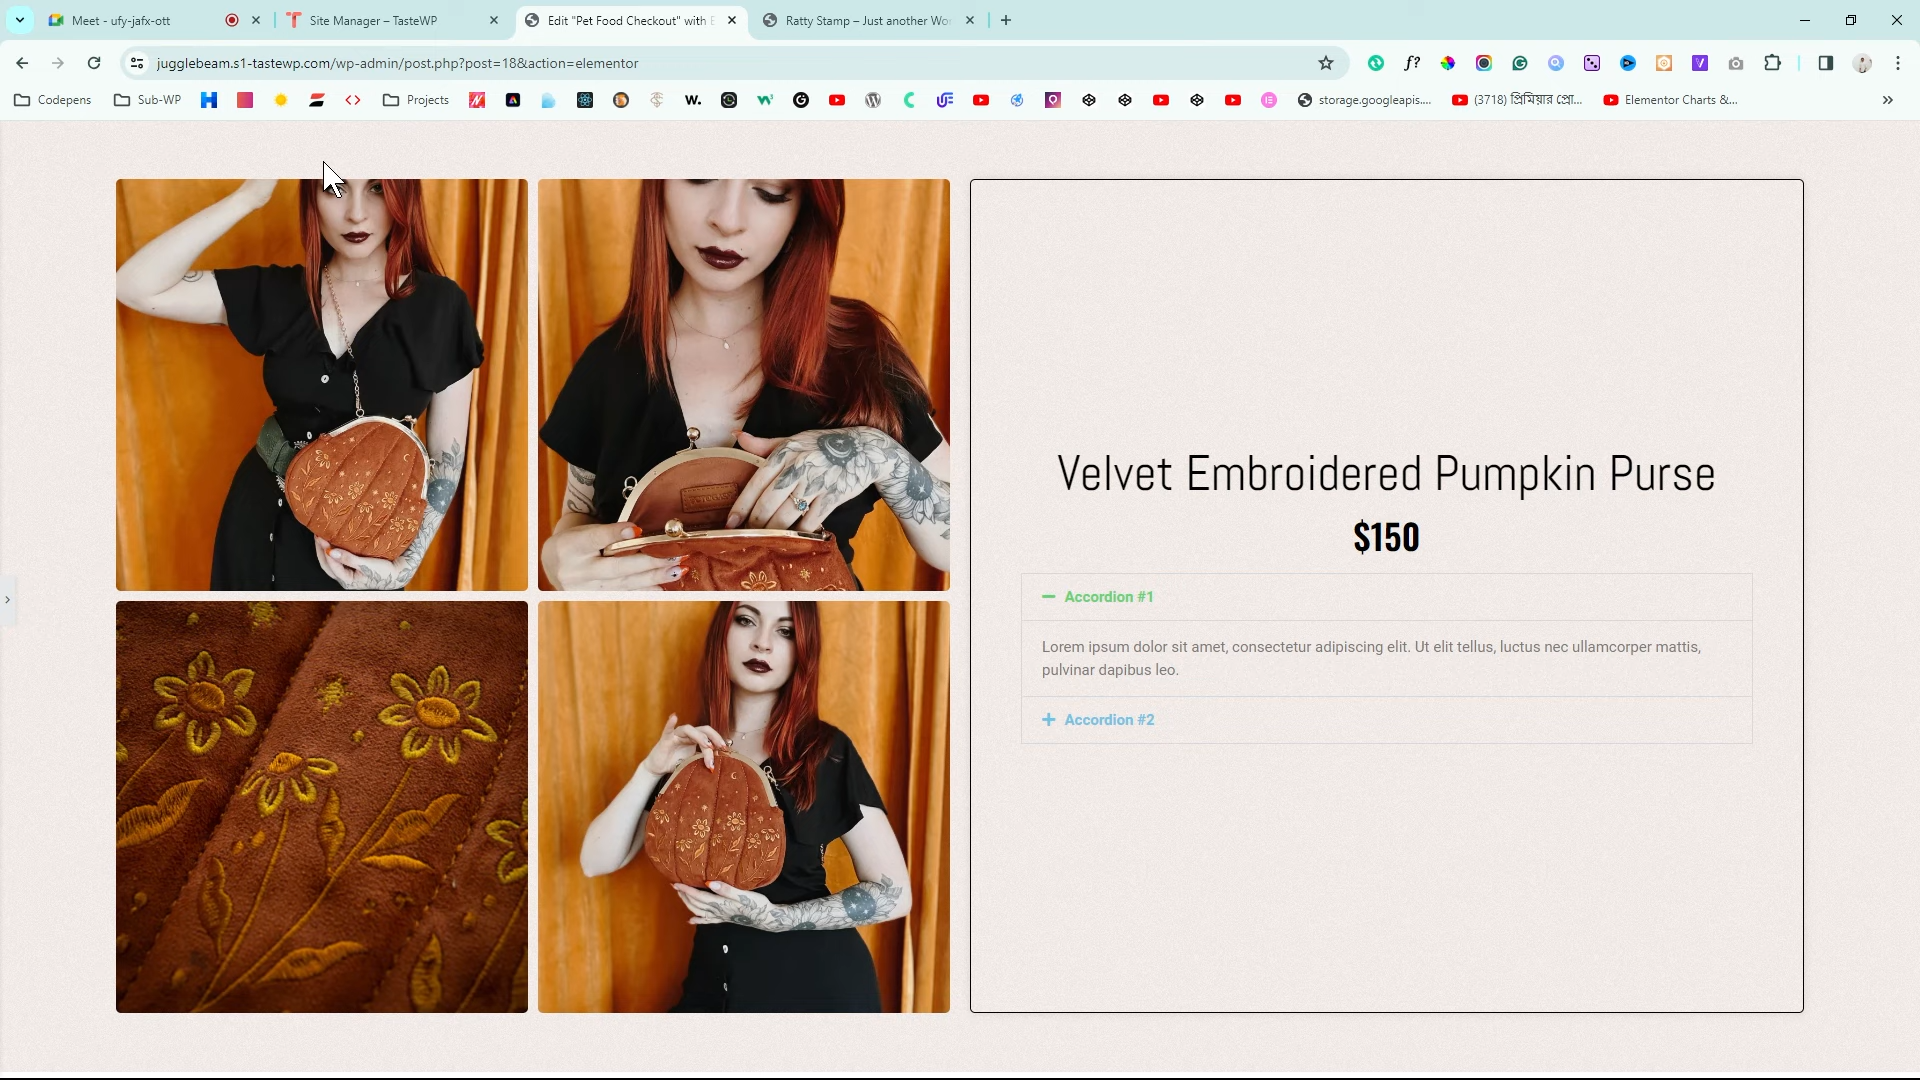 Meet - ufy-jafx-ott
Site Manager – TasteWP
Edit "Pet Food Checkout" with E
Ratty Stamp – Just another Wo
jugglebeam.s1-tastewp.com/wp-admin/post.php?post=18&action=elementor
Codepens
Sub-WP
Projects
storage.googleapis....
(3718) প্রিমিয়ার প্রো...
Elementor Charts &...
Velvet Embroidered Pumpkin Purse
$150
Accordion #1
Lorem ipsum dolor sit amet, consectetur adipiscing elit. Ut elit tellus, luctus nec ullamcorper mattis,
pulvinar dapibus leo.
Accordion #2